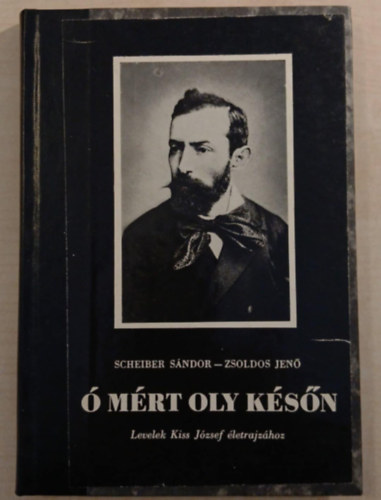 SCHEIBER SÁNDOR — ZSOLDOS JENŐ
Ó MÉRT OLY KÉSŐN
Levelek Kiss József életrajzához